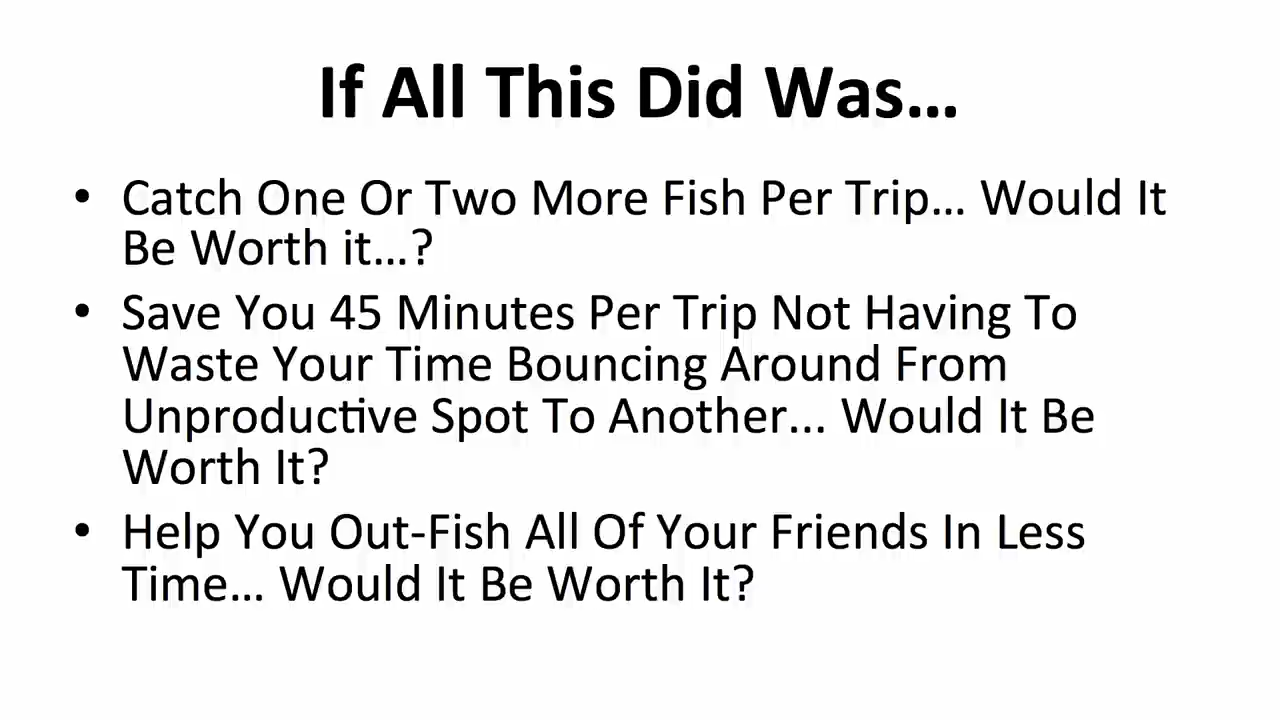 If All This Did Was…
• Catch One Or Two More Fish Per Trip… Would It
Be Worth it…?
• Save You 45 Minutes Per Trip Not Having To
Waste Your Time Bouncing Around From
Unproductive Spot To Another... Would It Be
Worth It?
• Help You Out-Fish All Of Your Friends In Less
Time… Would It Be Worth It?